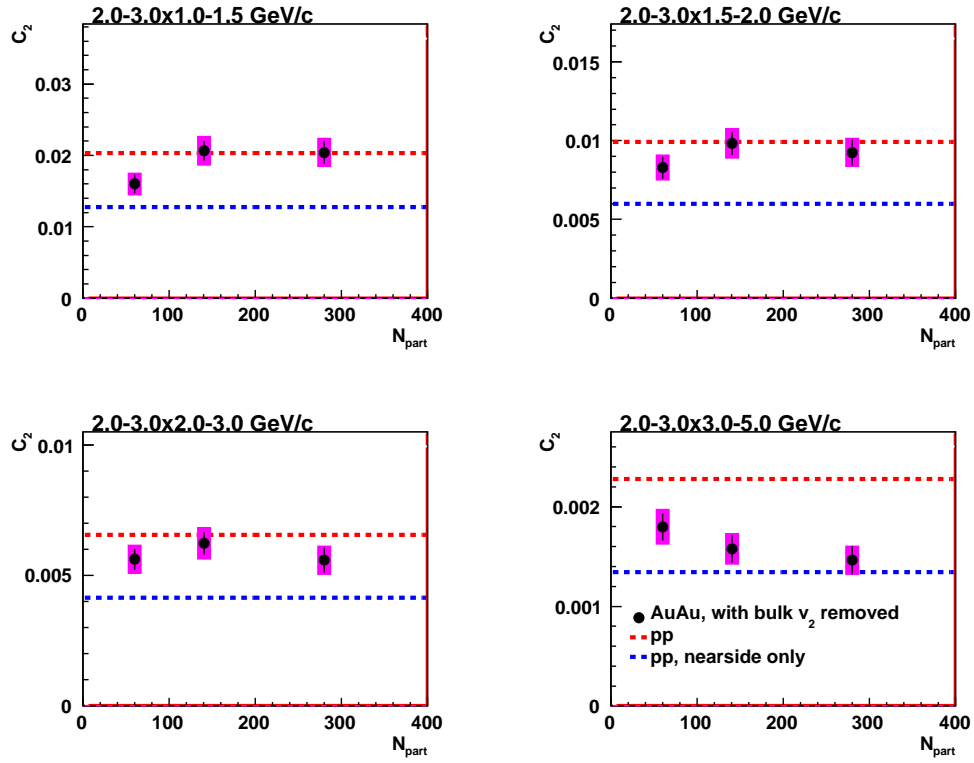 2.0-3.0x1.0-1.5 GeV/c
C2
0.03
0.02
0.01
0
0 100 200 300 400
Npart
2.0-3.0x1.5-2.0 GeV/c
C2
0.015
0.01
0.005
0
0 100 200 300 400
Npart
2.0-3.0x2.0-3.0 GeV/c
C2
0.01
0.005
0
0 100 200 300 400
Npart
2.0-3.0x3.0-5.0 GeV/c
C2
0.002
0.001
AuAu, with bulk v2 removed
pp
pp, nearside only
0
0 100 200 300 400
Npart